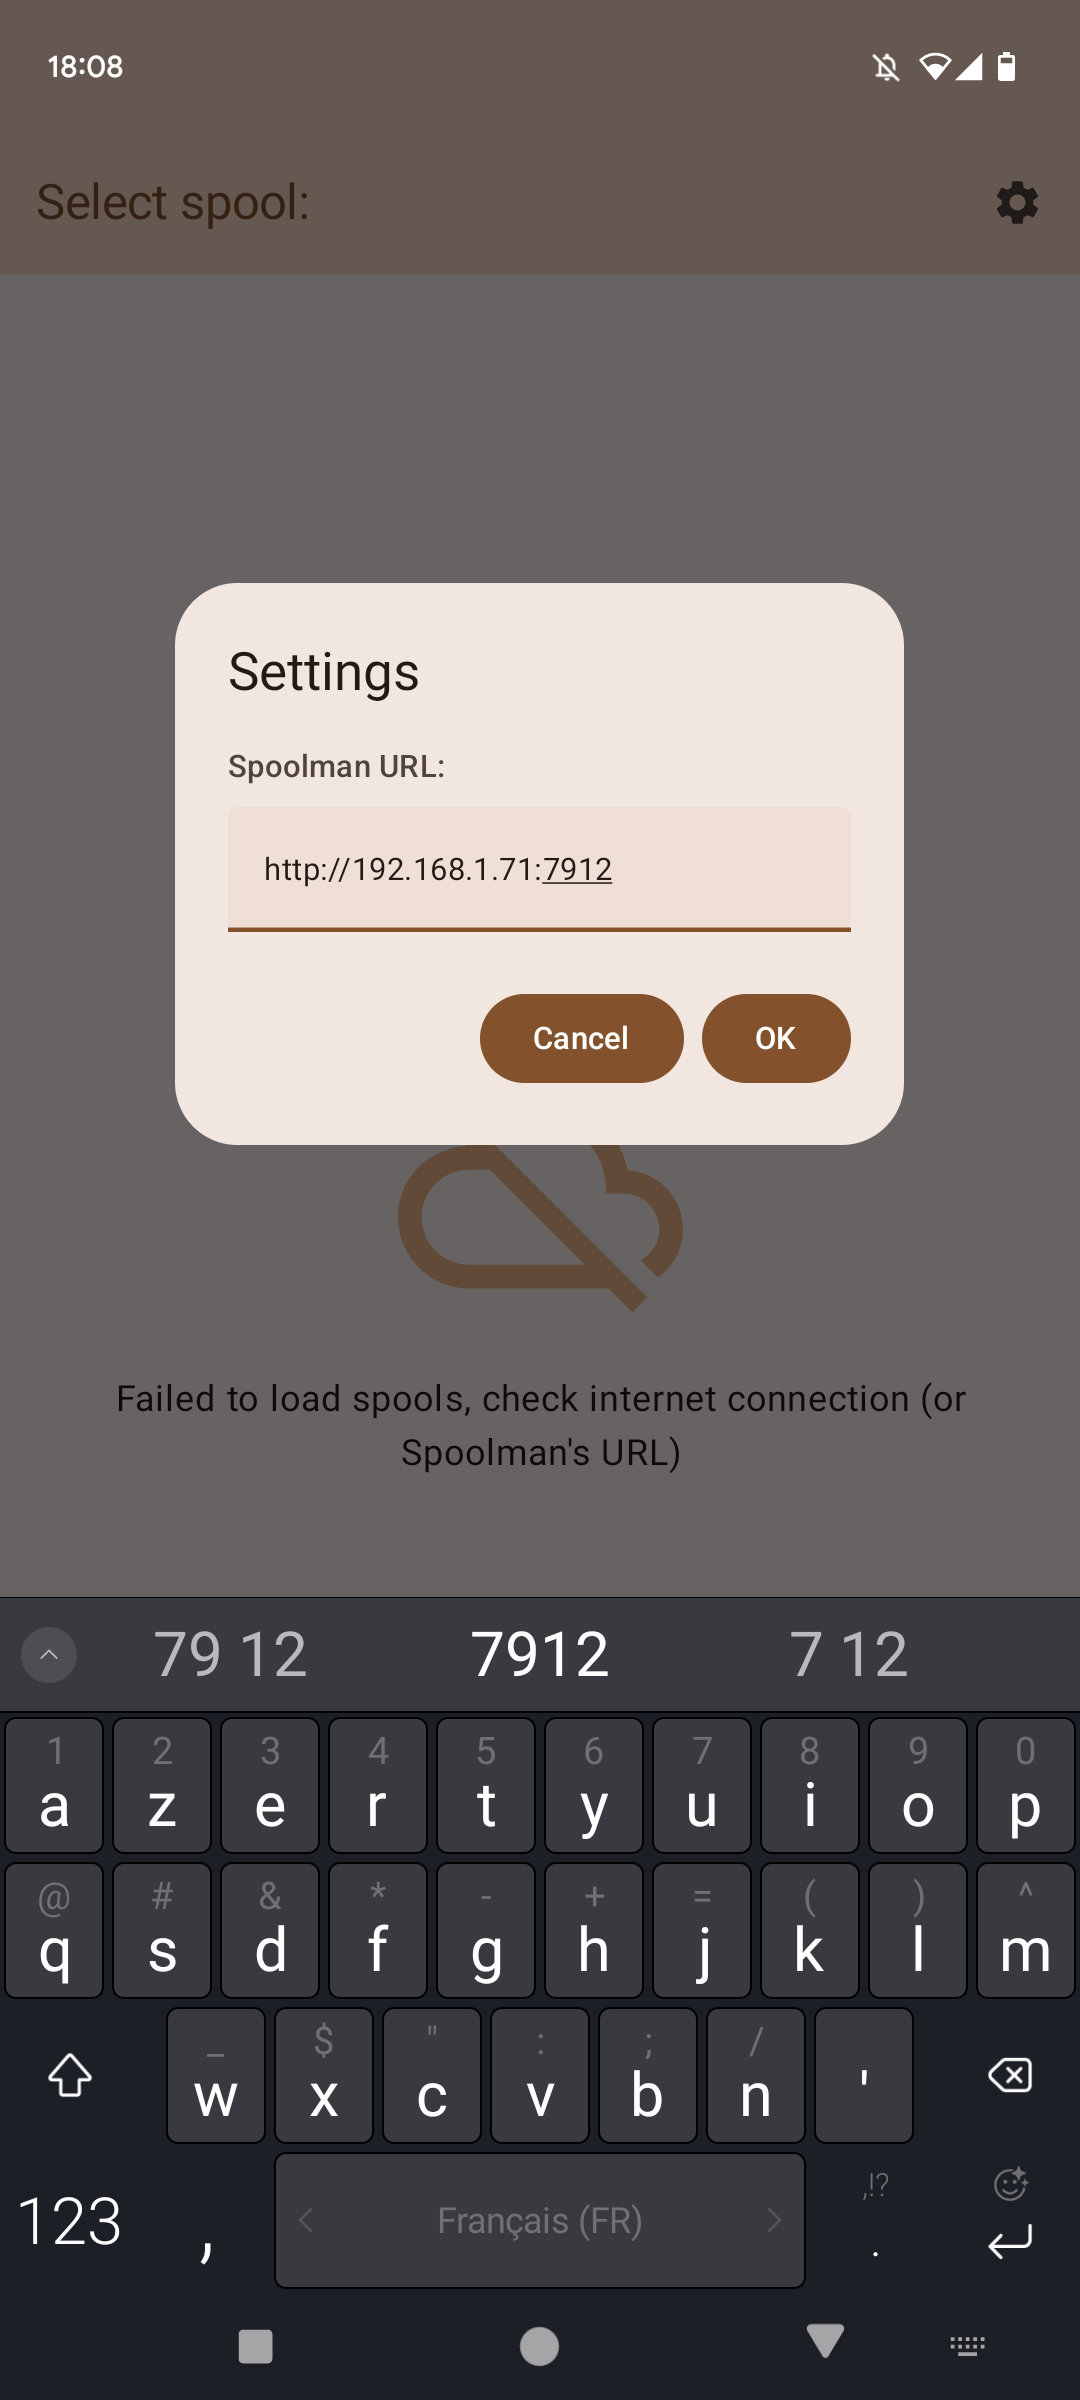 18:08
Select spool:
Settings
Spoolman URL:
http://192.168.1.71:7912
Cancel OK
Failed to load spools, check internet connection (or
Spoolman's URL)
79 12 7912 7 12
1 2 3 4 5 6 7 8 9 0
a z e r t y u i o p
@ # & * - + = ( ) ^
q s d f g h j k l m
_ $ " : ; /
w x c v b n '
,!?
123 , Français (FR) .